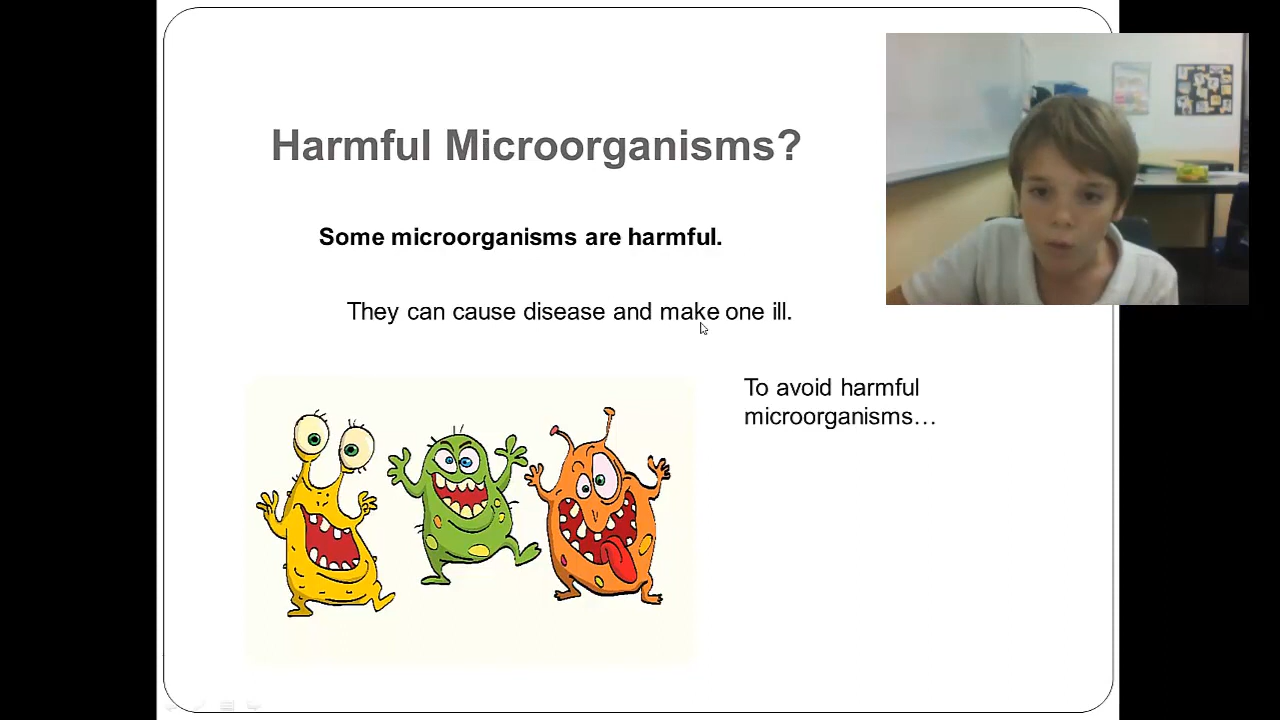 Harmful Microorganisms?
Some microorganisms are harmful.
They can cause disease and make one ill.
To avoid harmful
microorganisms…